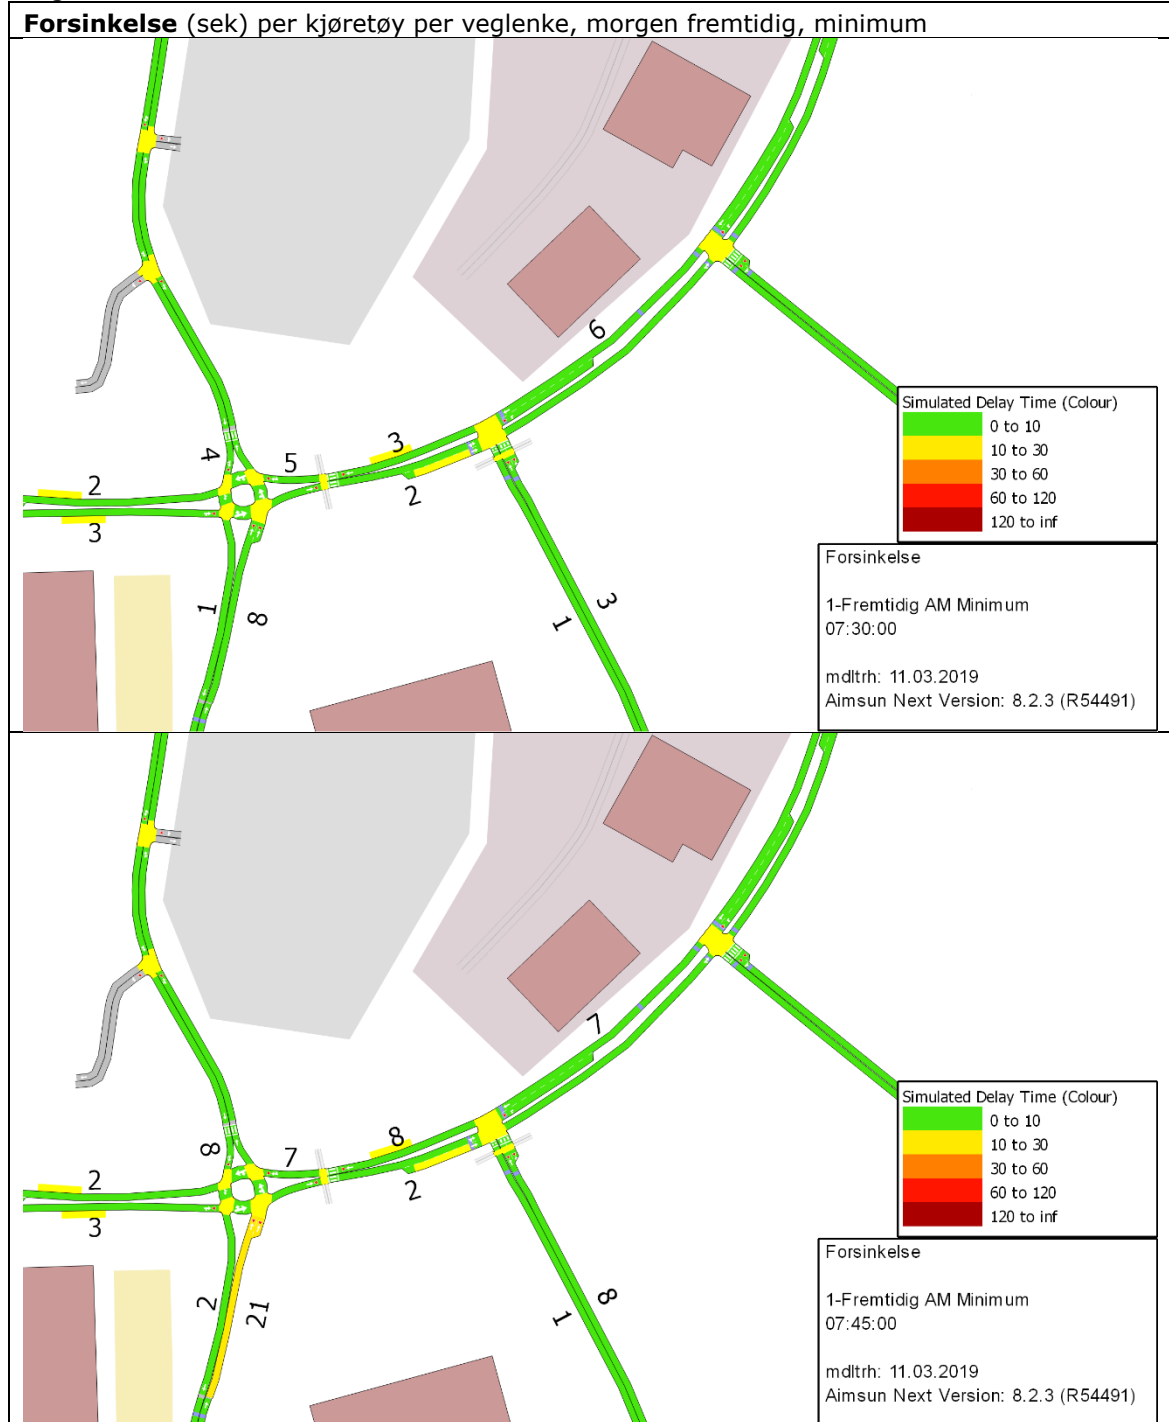 Forsinkelse (sek) per kjøretøy per veglenke, morgen fremtidig, minimum
6
Simulated Delay Time (Colour)
0 to 10
10 to 30
30 to 60
60 to 120
120 to inf
4
5
3
2
2
3
1
8
3
1
Forsinkelse
1-Fremtidig AM Minimum
07:30:00
mdltrh: 11.03.2019
Aimsun Next Version: 8.2.3 (R54491)
7
Simulated Delay Time (Colour)
0 to 10
10 to 30
30 to 60
60 to 120
120 to inf
8
7
8
2
2
3
2
21
8
1
Forsinkelse
1-Fremtidig AM Minimum
07:45:00
mdltrh: 11.03.2019
Aimsun Next Version: 8.2.3 (R54491)